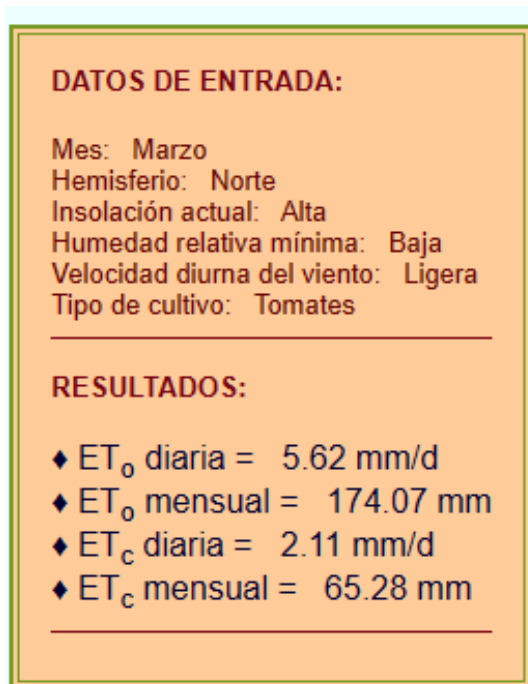 DATOS DE ENTRADA:
Mes: Marzo
Hemisferio: Norte
Insolación actual: Alta
Humedad relativa mínima: Baja
Velocidad diurna del viento: Ligera
Tipo de cultivo: Tomates
RESULTADOS:
♦ ETo diaria = 5.62 mm/d
♦ ETo mensual = 174.07 mm
♦ ETc diaria = 2.11 mm/d
♦ ETc mensual = 65.28 mm